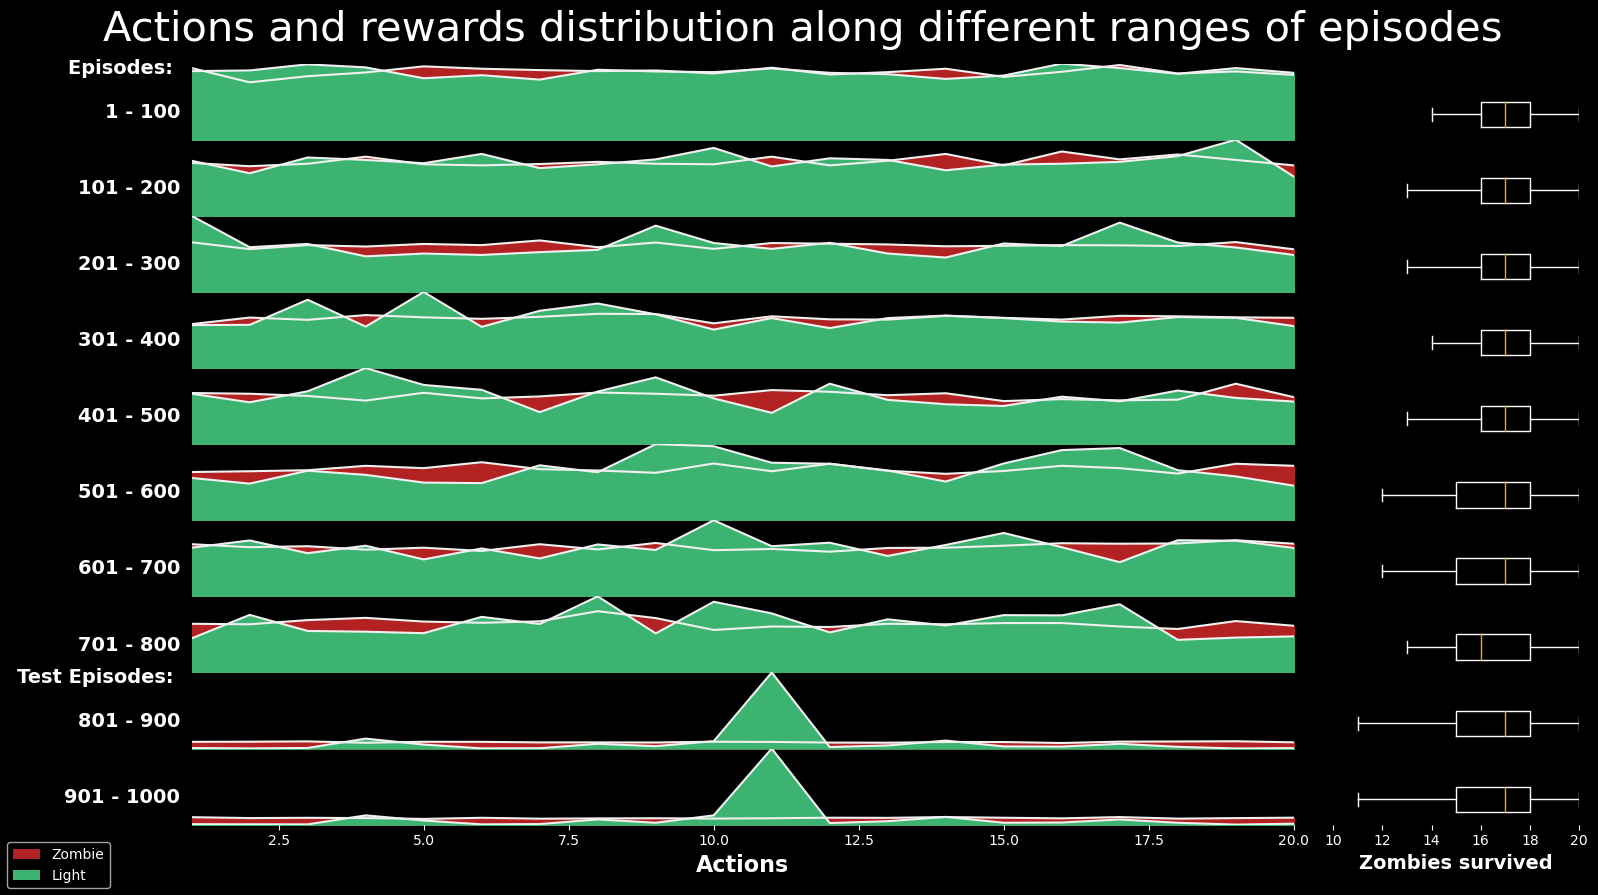 Actions and rewards distribution along different ranges of episodes
Episodes:
1 - 100
101 - 200
201 - 300
301 - 400
401 - 500
501 - 600
601 - 700
701 - 800
Test Episodes:
801 - 900
901 - 1000
2.5 5.0 7.5 10.0 12.5 15.0 17.5 20.0 10 12 14 16 18 20
Actions Zombies survived
Zombie
Light